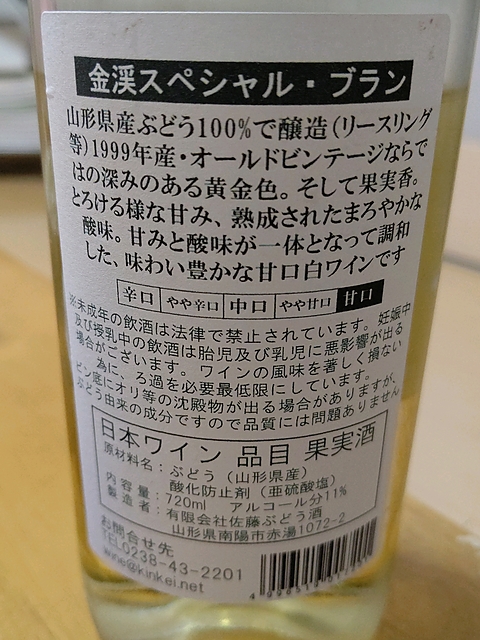 金渓スペシャル・ブラン
山形県産ぶどう100%で醸造(リースリング
等)1999年産・オールドビンテージならで
はの深みのある黄金色。そして果実香。
とろける様な甘み、熟成されたまろやかな
酸味。甘みと酸味が一体となって調和
した、味わい豊かな甘口白ワインです
辛口 やや辛口 中口 やや甘口 甘口
※未成年の飲酒は法律で禁止されています。妊娠中
及び授乳中の飲酒は胎児及び乳児に悪影響が出る
場合がございます。ワインの風味を著しく損ない
為に、ろ過を必要最低限にしています。
ビン底にオリ等の沈殿物が出る場合がありますが、
ぶどう由来の成分ですので品質には問題ありません
日本ワイン 品目 果実酒
原材料名:ぶどう(山形県産)
酸化防止剤(亜硫酸塩)
内容量:720ml アルコール分11%
製造者:有限会社佐藤ぶどう酒
山形県南陽市赤湯1072-2
お問合せ先
TEL0238-43-2201
wine@kinkei.net